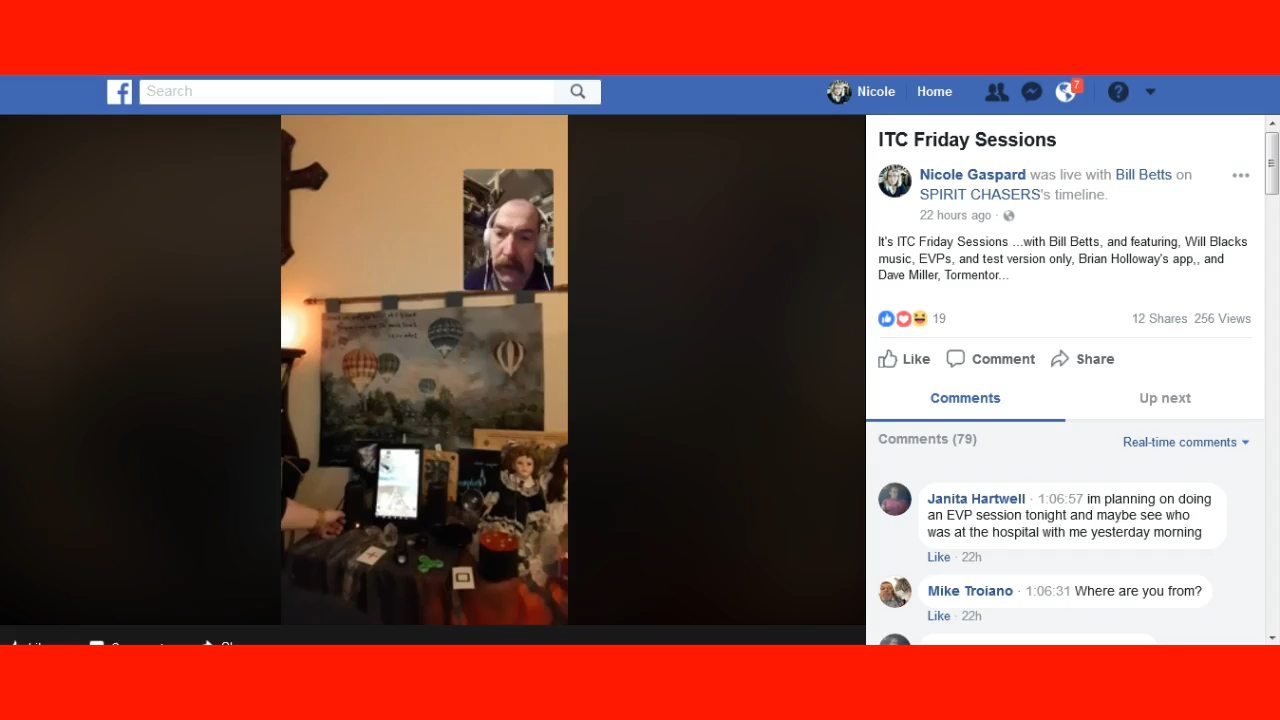 Search
Nicole
Home
7
ITC Friday Sessions
Nicole Gaspard was live with Bill Betts on
SPIRIT CHASERS's timeline.
22 hours ago ·
It's ITC Friday Sessions ...with Bill Betts, and featuring, Will Blacks
music, EVPs, and test version only, Brian Holloway's app,, and
Dave Miller, Tormentor...
19
12 Shares 256 Views
Like
Comment
Share
Comments
Up next
Comments (79)
Real-time comments
Janita Hartwell · 1:06:57 im planning on doing
an EVP session tonight and maybe see who
was at the hospital with me yesterday morning
Like · 22h
Mike Troiano · 1:06:31 Where are you from?
Like · 22h